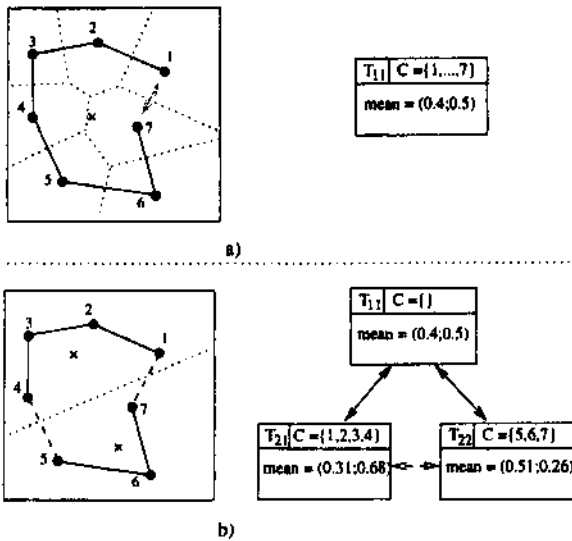 3
2
1
T11 C ={1,...,7}
mean = (0.4;0.5)
4
7
5
6
a)
3
2
1
T11 C ={ }
mean = (0.4;0.5)
4
7
T21 C ={1,2,3,4} T22 C ={5,6,7}
mean = (0.31;0.68) mean = (0.51;0.26)
5
6
b)